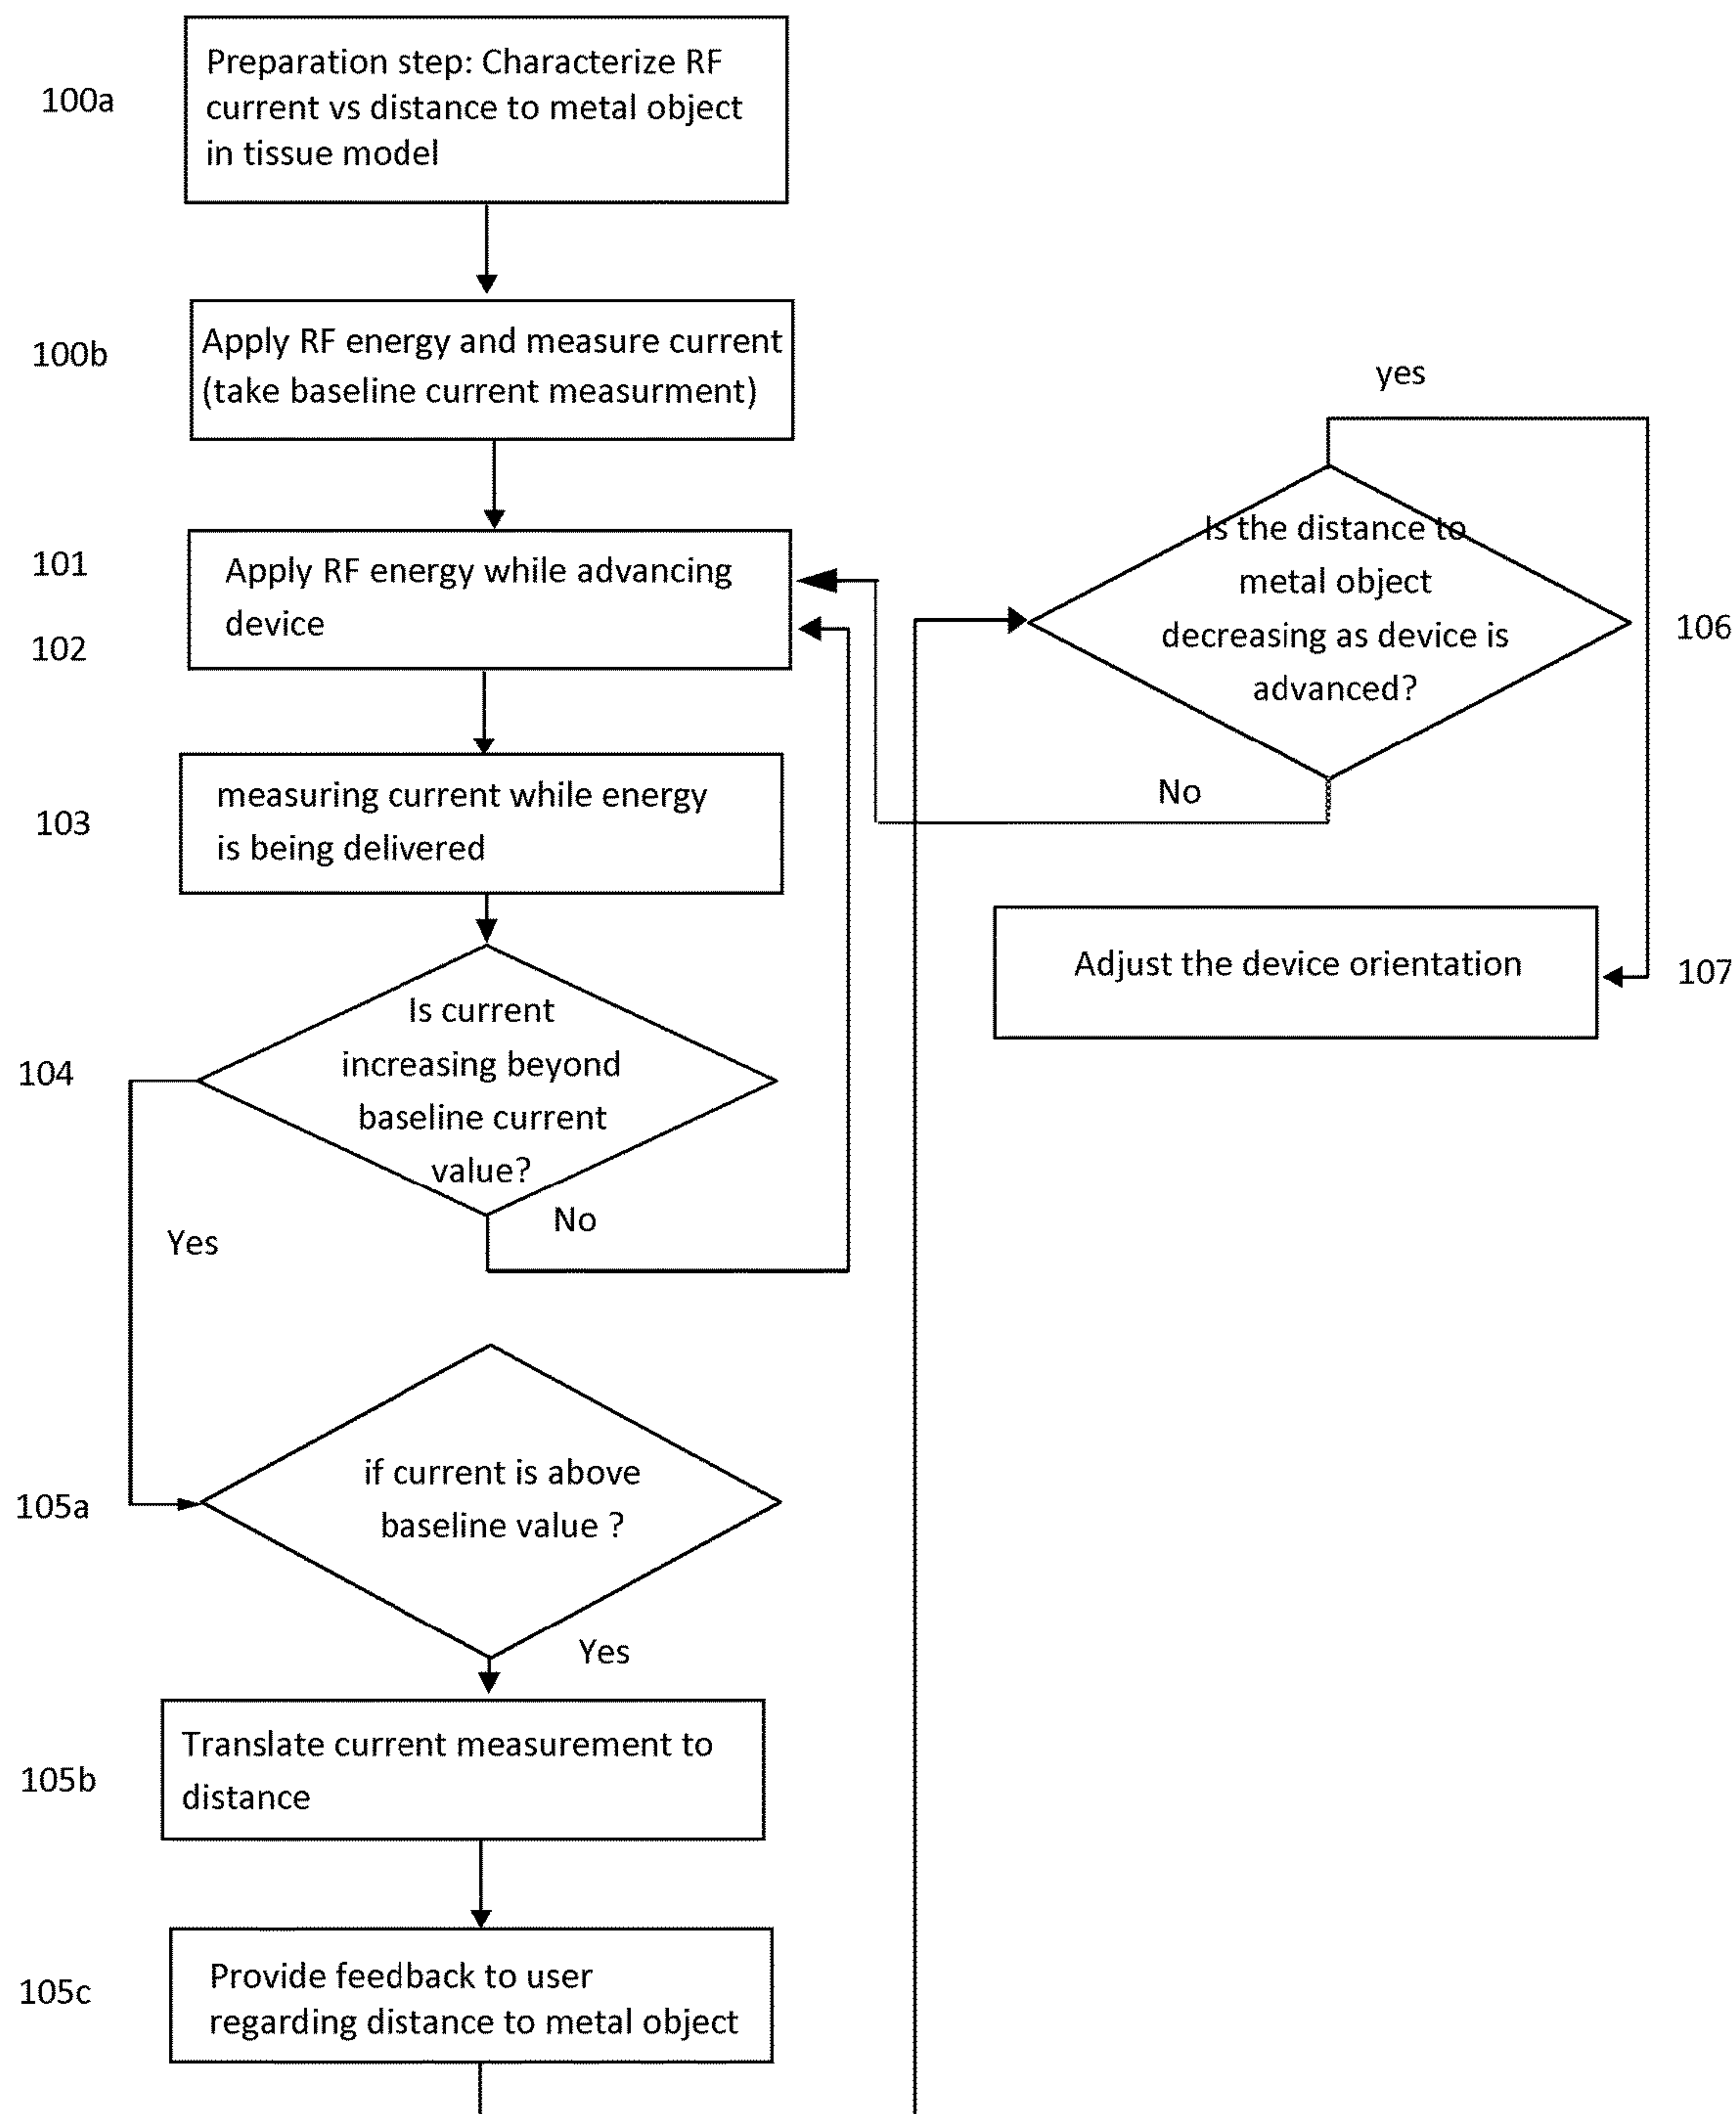 100a
Preparation step: Characterize RF
current vs distance to metal object
in tissue model
100b
Apply RF energy and measure current
(take baseline current measurment)
101
102
Apply RF energy while advancing
device
103
measuring current while energy
is being delivered
104
Is current
increasing beyond
baseline current
value?
No
Yes
105a
if current is above
baseline value ?
Yes
105b
Translate current measurement to
distance
105c
Provide feedback to user
regarding distance to metal object
yes
Is the distance to
metal object
decreasing as device is
advanced?
106
No
Adjust the device orientation
107